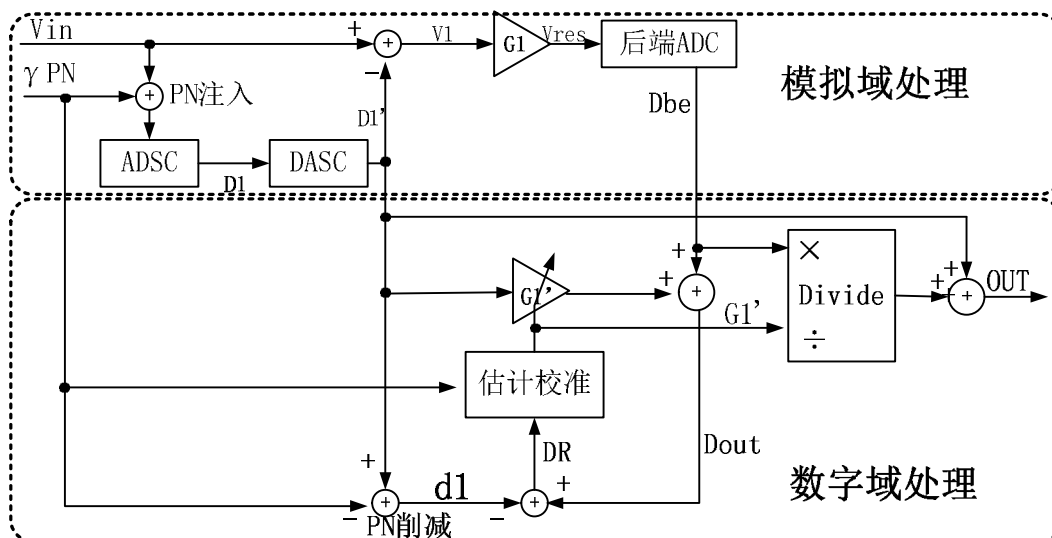 Vin
V1
G1
Vres
后端ADC
γPN
PN注入
模拟域处理
D1'
Dbe
ADSC
D1
DASC
×
Divide
÷
G1'
G1'
OUT
估计校准
Dout
DR
d1
PN削减
数字域处理